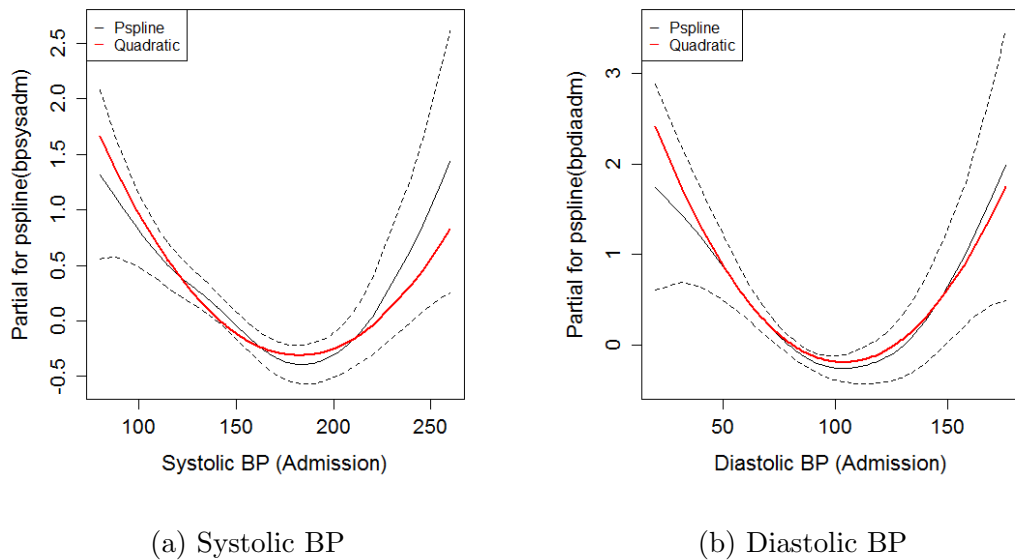 Pspline
Quadratic
Partial for pspline(bpsysadm)
2.5
2.0
1.5
1.0
0.5
0.0
-0.5
100 150 200 250
Systolic BP (Admission)
(a) Systolic BP
Pspline
Quadratic
Partial for pspline(bpdiaadm)
3
2
1
0
50 100 150
Diastolic BP (Admission)
(b) Diastolic BP